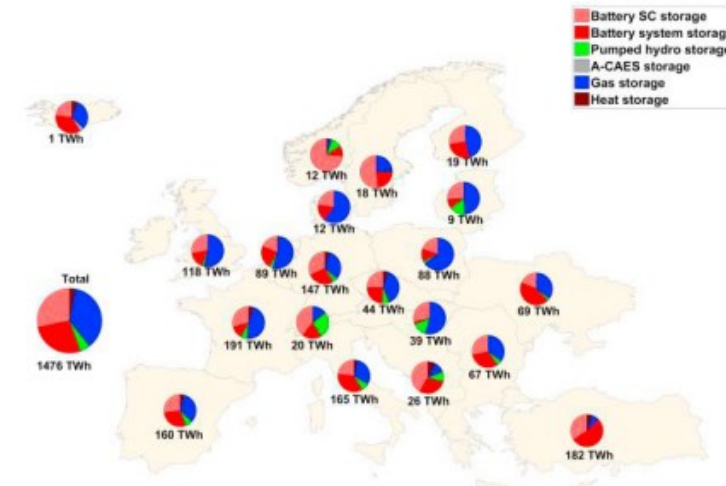 Battery SC storage
Battery system storage
Pumped hydro storage
A-CAES storage
Gas storage
Heat storage
1 TWh
12 TWh
18 TWh
19 TWh
9 TWh
12 TWh
118 TWh
89 TWh
147 TWh
88 TWh
44 TWh
69 TWh
Total
1476 TWh
191 TWh
20 TWh
39 TWh
67 TWh
165 TWh
26 TWh
160 TWh
182 TWh